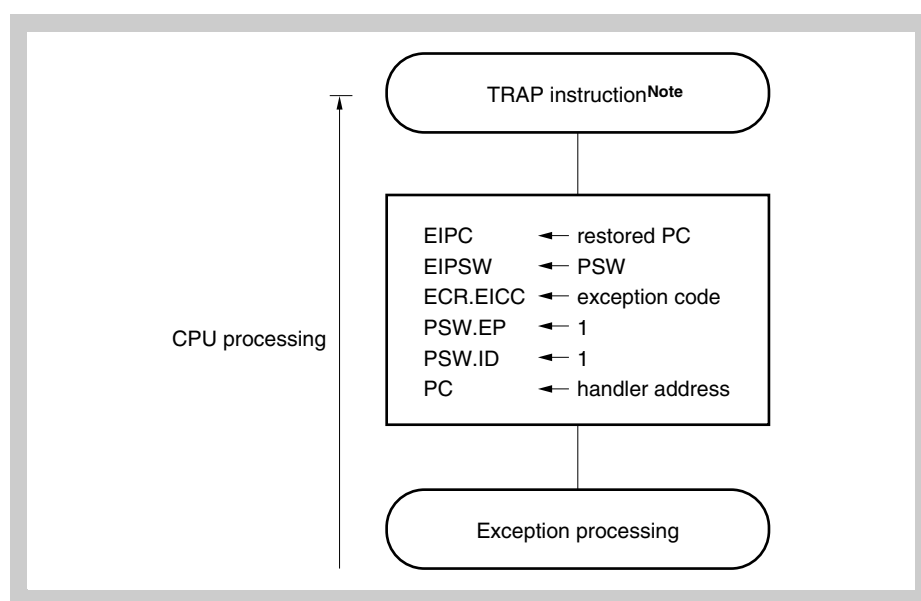 TRAP instructionNote
EIPC ← restored PC
EIPSW ← PSW
ECR.EICC ← exception code
PSW.EP ← 1
PSW.ID ← 1
PC ← handler address
CPU processing
Exception processing